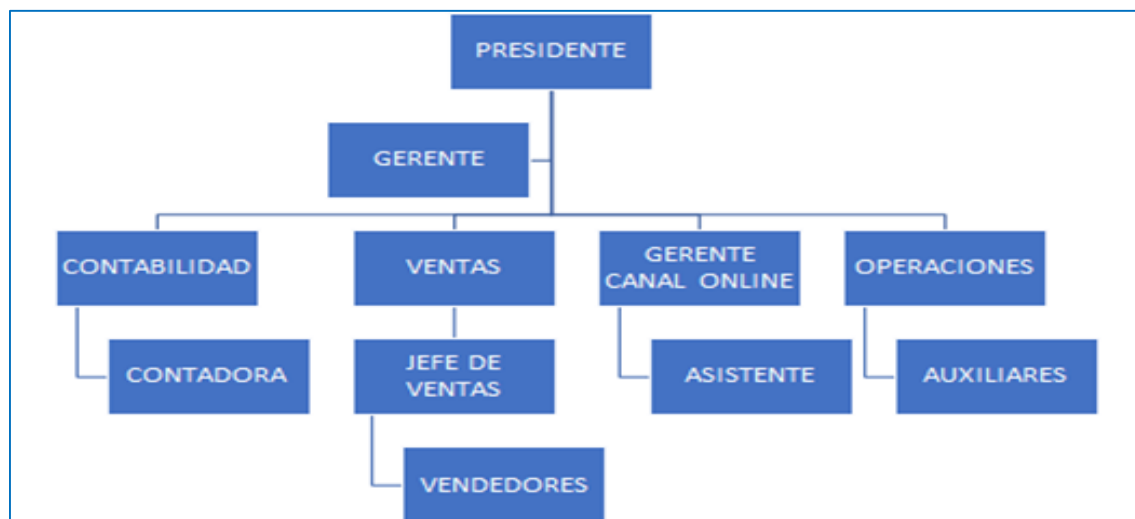 PRESIDENTE
GERENTE
CONTABILIDAD
VENTAS
GERENTE
CANAL ONLINE
OPERACIONES
CONTADORA
JEFE DE
VENTAS
ASISTENTE
AUXILIARES
VENDEDORES